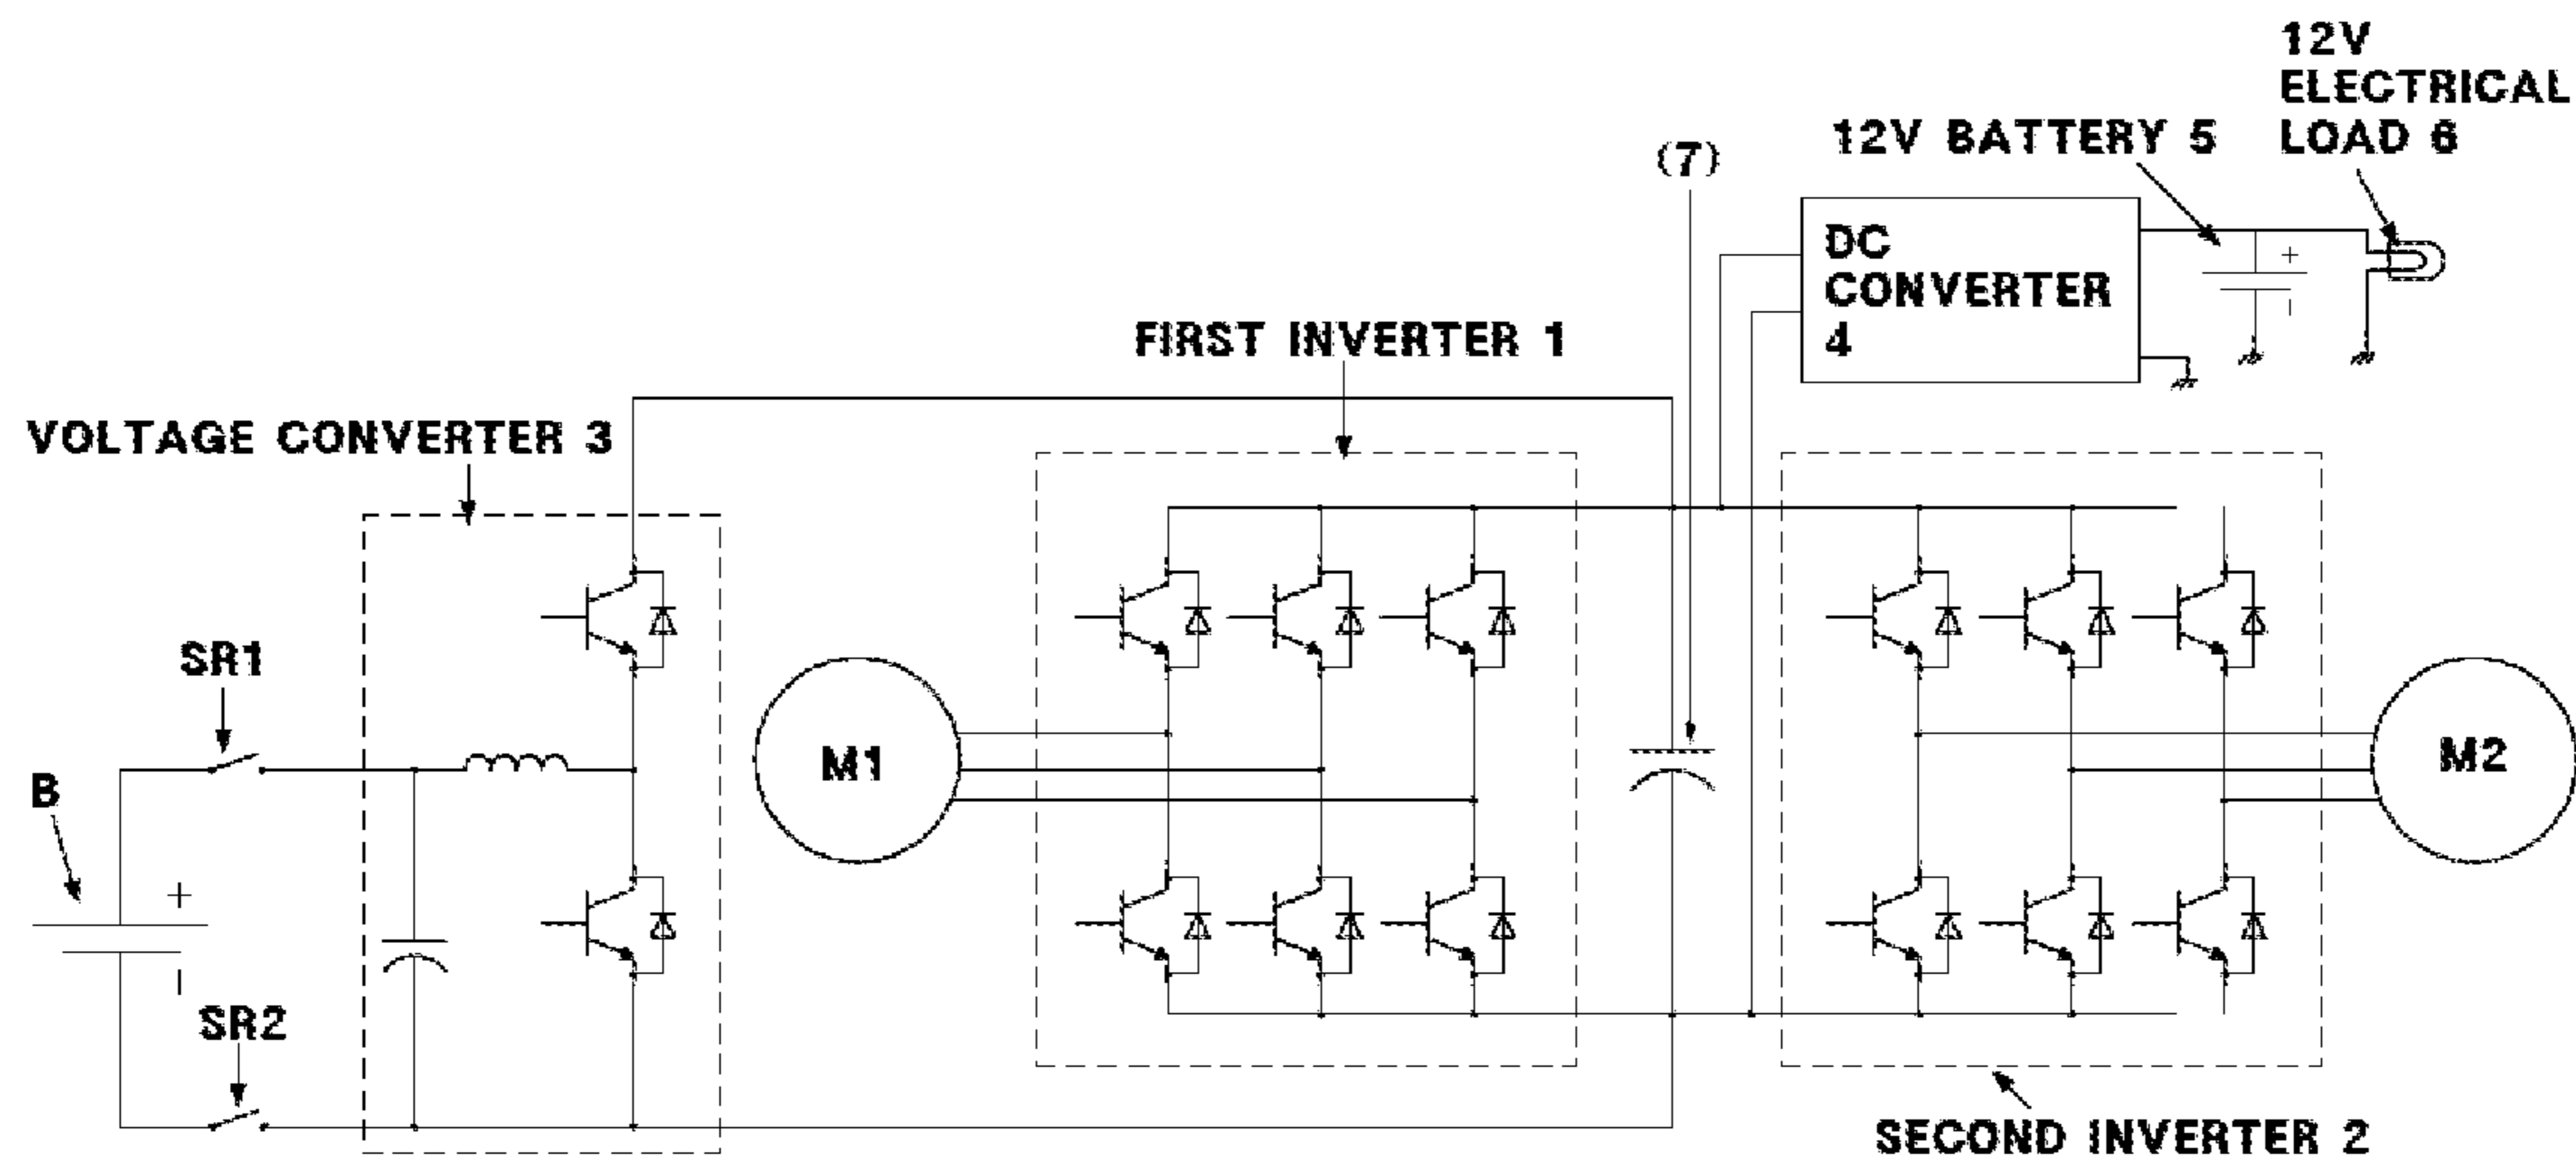 12V
ELECTRICAL
LOAD 6
12V BATTERY 5
(7)
DC
CONVERTER
4
FIRST INVERTER 1
VOLTAGE CONVERTER 3
SR1
M1
M2
B
+
−
+
−
SR2
SECOND INVERTER 2